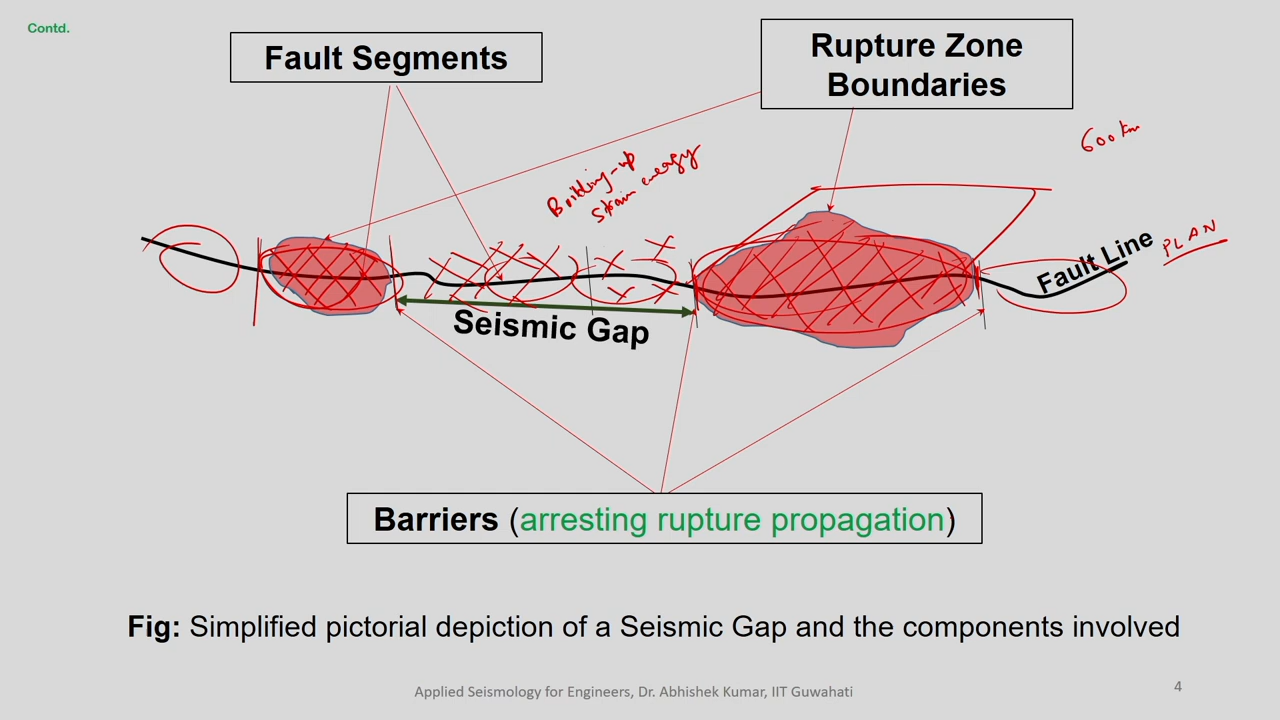 Contd.
Fault Segments
Rupture Zone
Boundaries
600 km
Building-up
strain energy
PLAN
Fault Line
Seismic Gap
Barriers (arresting rupture propagation)
Fig: Simplified pictorial depiction of a Seismic Gap and the components involved
Applied Seismology for Engineers, Dr. Abhishek Kumar, IIT Guwahati
4